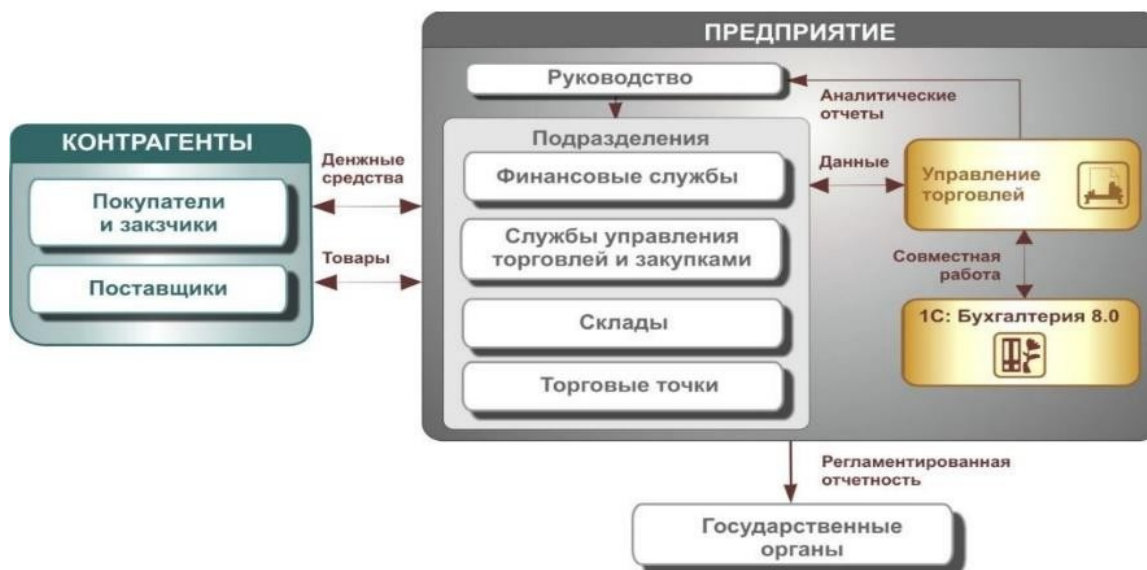 ПРЕДПРИЯТИЕ
Руководство
Аналитические
отчеты
КОНТРАГЕНТЫ
Покупатели
и закзчики
Поставщики
Денжные
средства
Товары
Подразделения
Финансовые службы
Службы управления
торговлей и закупками
Склады
Торговые точки
Данные
Управление
торговлей
Совместная
работа
1С: Бухгалтерия 8.0
Регламентированная
отчетность
Государственные
органы